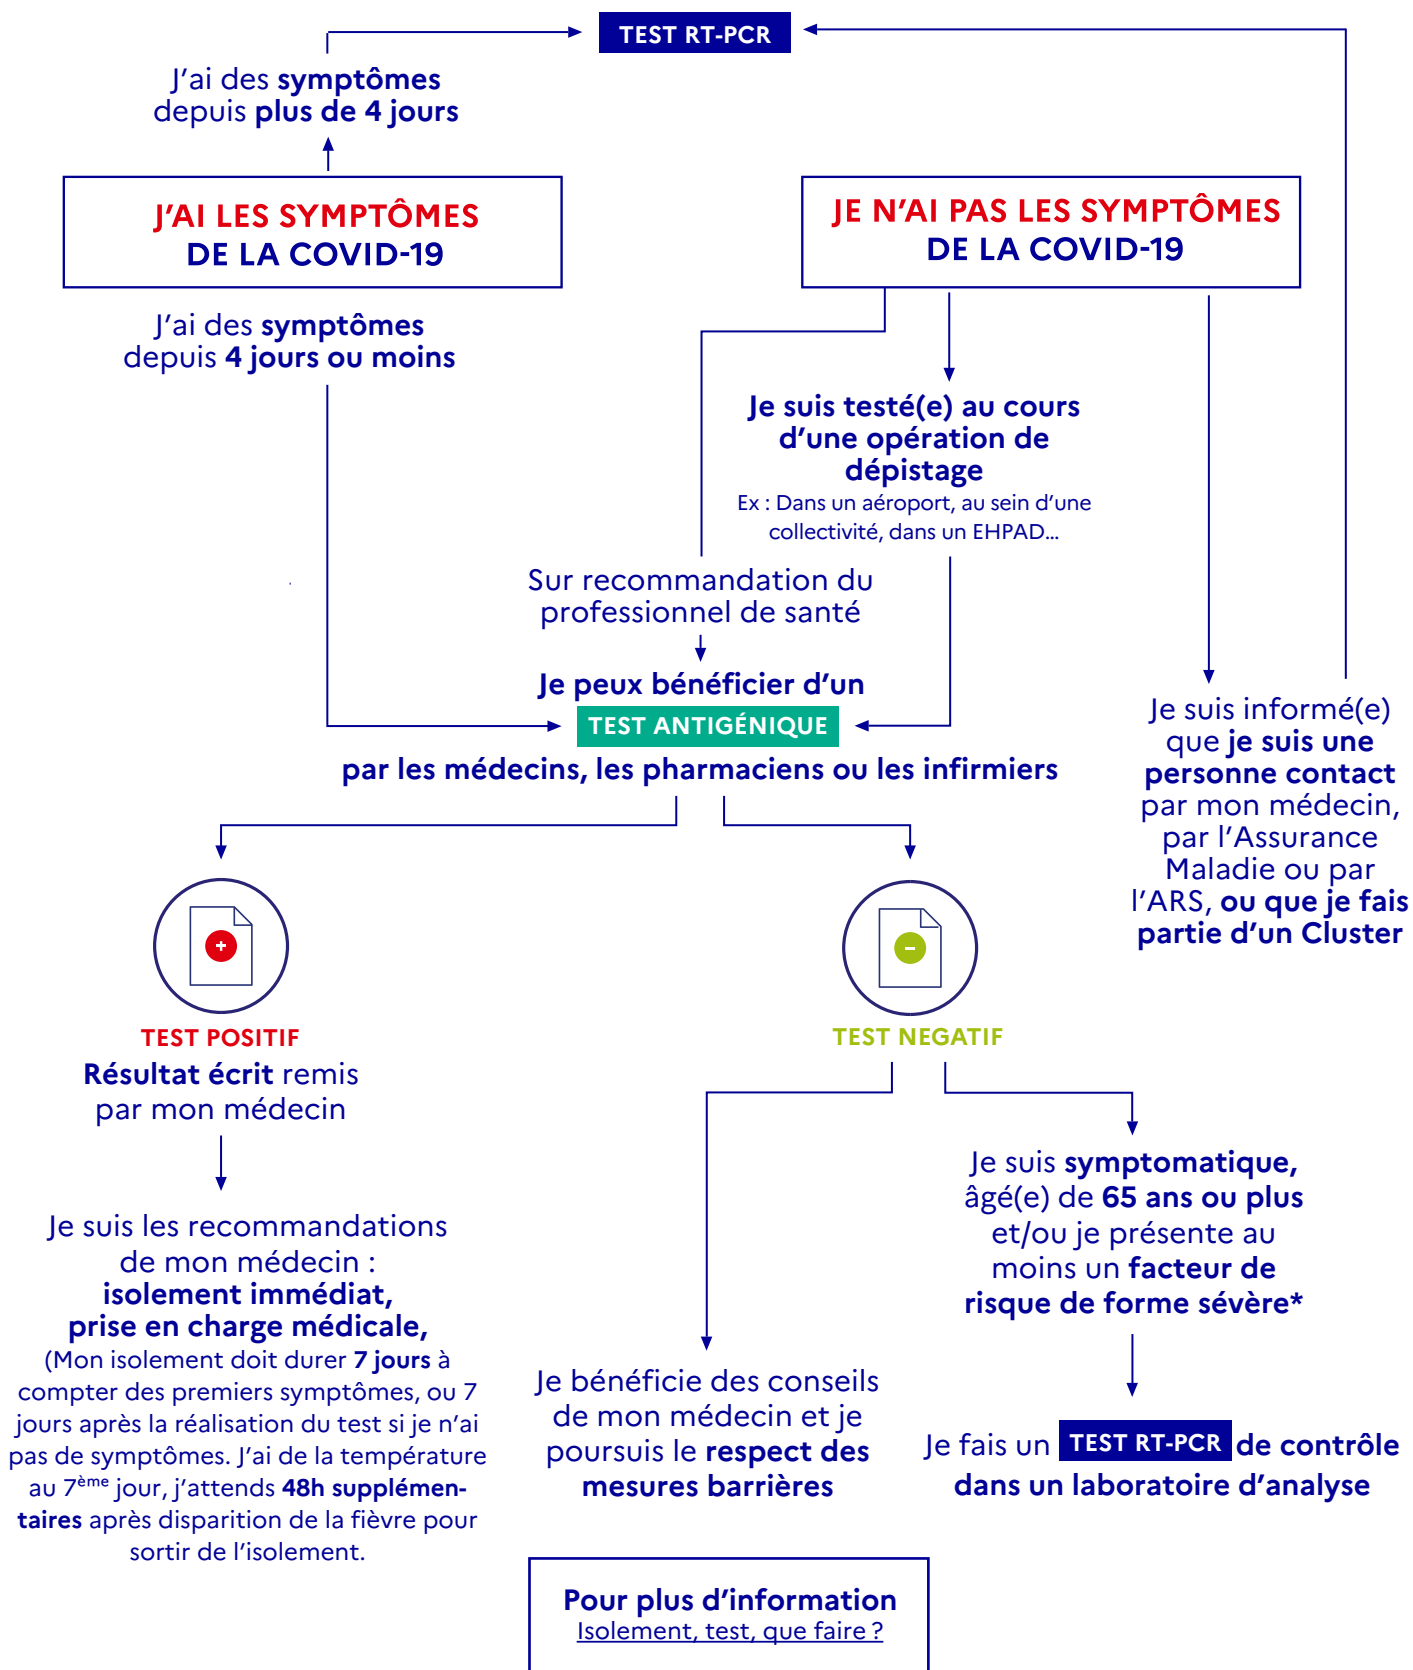 TEST RT-PCR
J’ai des symptômes
depuis plus de 4 jours
J’AI LES SYMPTÔMES
DE LA COVID-19
JE N’AI PAS LES SYMPTÔMES
DE LA COVID-19
J’ai des symptômes
depuis 4 jours ou moins
Je suis testé(e) au cours
d’une opération de
dépistage
Ex : Dans un aéroport, au sein d’une
collectivité, dans un EHPAD...
Sur recommandation du
professionnel de santé
Je peux bénéficier d’un
TEST ANTIGÉNIQUE
par les médecins, les pharmaciens ou les infirmiers
Je suis informé(e)
que je suis une
personne contact
par mon médecin,
par l’Assurance
Maladie ou par
l’ARS, ou que je fais
partie d’un Cluster
+
TEST POSITIF
Résultat écrit remis
par mon médecin
Je suis les recommandations
de mon médecin :
isolement immédiat,
prise en charge médicale,
(Mon isolement doit durer 7 jours à
compter des premiers symptômes, ou 7
jours après la réalisation du test si je n’ai
pas de symptômes. J’ai de la température
au 7ème jour, j’attends 48h supplémen-
taires après disparition de la fièvre pour
sortir de l’isolement.
-
TEST NEGATIF
Je bénéficie des conseils
de mon médecin et je
poursuis le respect des
mesures barrières
Je suis symptomatique,
âgé(e) de 65 ans ou plus
et/ou je présente au
moins un facteur de
risque de forme sévère*
Je fais un TEST RT-PCR de contrôle
dans un laboratoire d’analyse
Pour plus d’information
Isolement, test, que faire ?